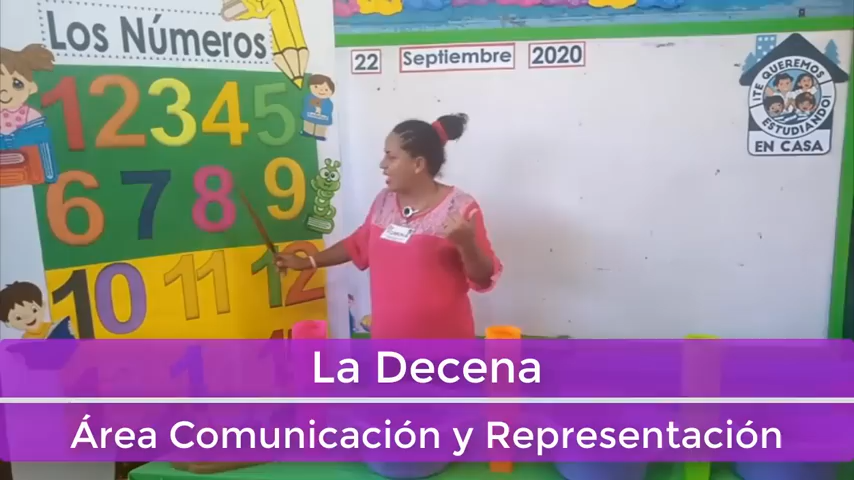 Los Números
22 Septiembre 2020
1 2 3 4 5
6 7 8 9
10 11 12
¡TE QUEREMOS
ESTUDIANDO!
EN CASA
La Decena
Área Comunicación y Representación